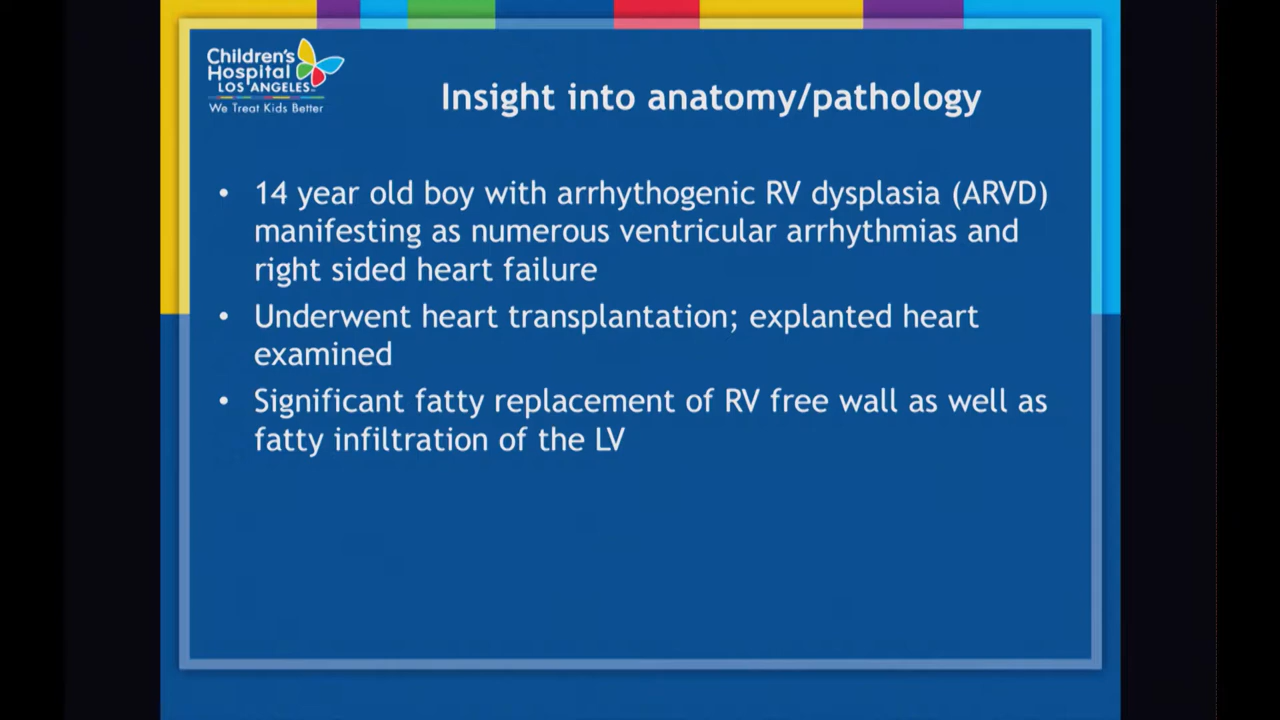 Children's
Hospital
LOS ANGELES
We Treat Kids Better
Insight into anatomy/pathology
• 14 year old boy with arrhythogenic RV dysplasia (ARVD)
manifesting as numerous ventricular arrhythmias and
right sided heart failure
• Underwent heart transplantation; explanted heart
examined
• Significant fatty replacement of RV free wall as well as
fatty infiltration of the LV